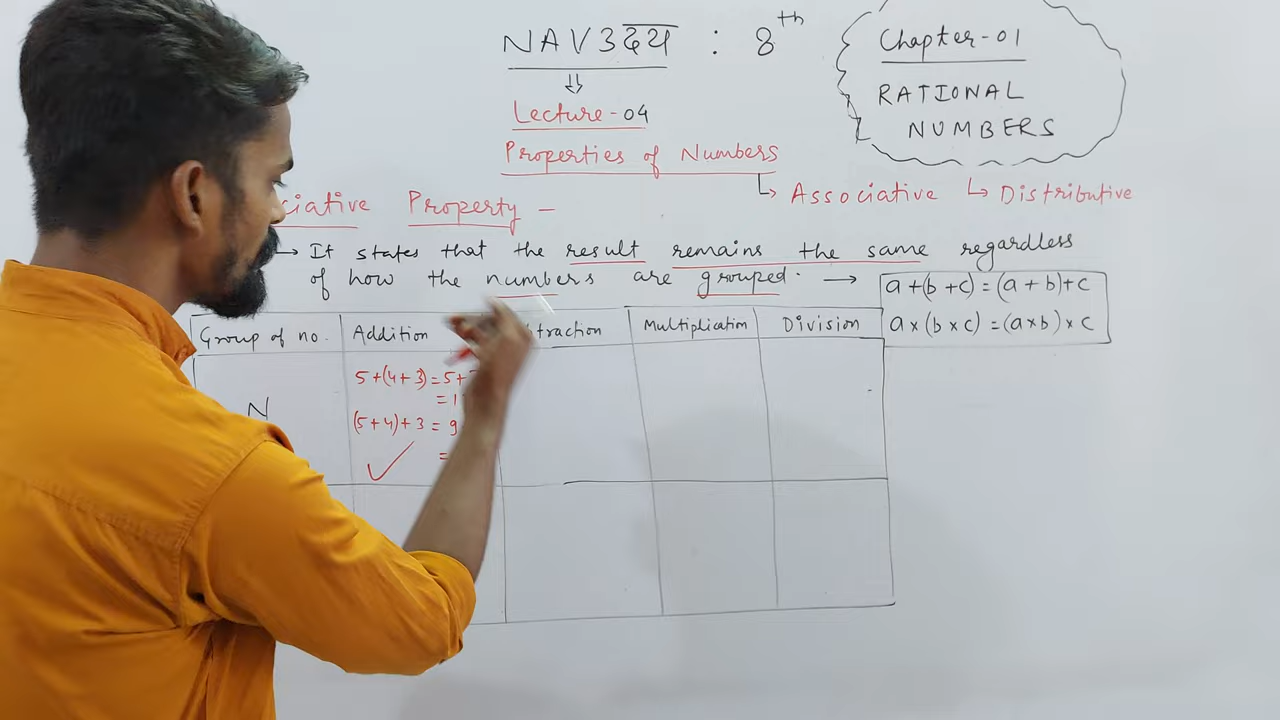 NAV3दय : 8th
Chapter-01
RATIONAL
NUMBERS
⇓
Lecture-04
Properties of Numbers
↳ Associative ↳ Distributive
ciative Property -
→ It states that the result remains the same regardless
of how the numbers are grouped. →
a+(b+c)=(a+b)+c
a×(b×c)=(a×b)×c
Group of no. Addition traction Multiplication Division
N
5+(4+3)=5+
=1
(5+4)+3=9
=
✓